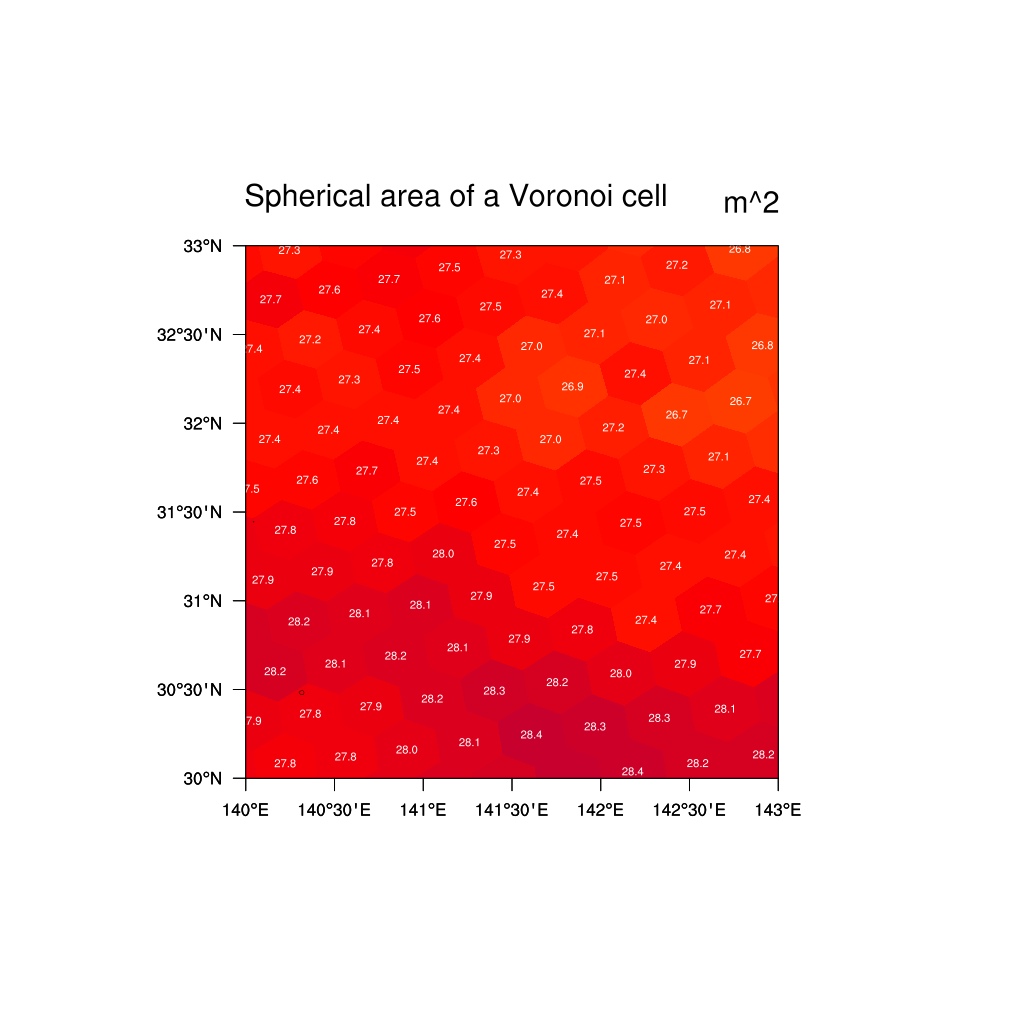 Spherical area of a Voronoi cell m^2
33°N
27.3 27.3 26.8
27.5 27.2
27.7 27.1
27.7 27.6 27.4
27.5 27.1
27.6 27.0
32°30'N
27.4 27.1
27.2
7.4 27.0 26.8
27.5 27.4 27.1
27.4
27.4 27.3 26.9
27.0 26.7
32°N
27.4 27.4 26.7
27.4 27.4 27.2
27.4 27.0
27.3 27.1
27.7 27.4 27.3
7.5 27.6 27.5
31°30'N
27.6 27.4 27.4
27.8 27.8 27.5 27.5 27.5
27.5 27.4
27.8 28.0 27.4
27.9 27.9 27.5 27.5 27.4
31°N
28.1 27.9 27.7 27
28.2 28.1 27.4
27.9 27.8
28.2 28.1 28.2 28.1 27.9 27.7
28.0
30°30'N
28.2 28.3 28.2
7.9 27.8 27.9 28.3 28.1
28.4 28.3
27.8 27.8 28.0 28.1 28.2 28.2
28.4
30°N
140°E 140°30'E 141°E 141°30'E 142°E 142°30'E 143°E